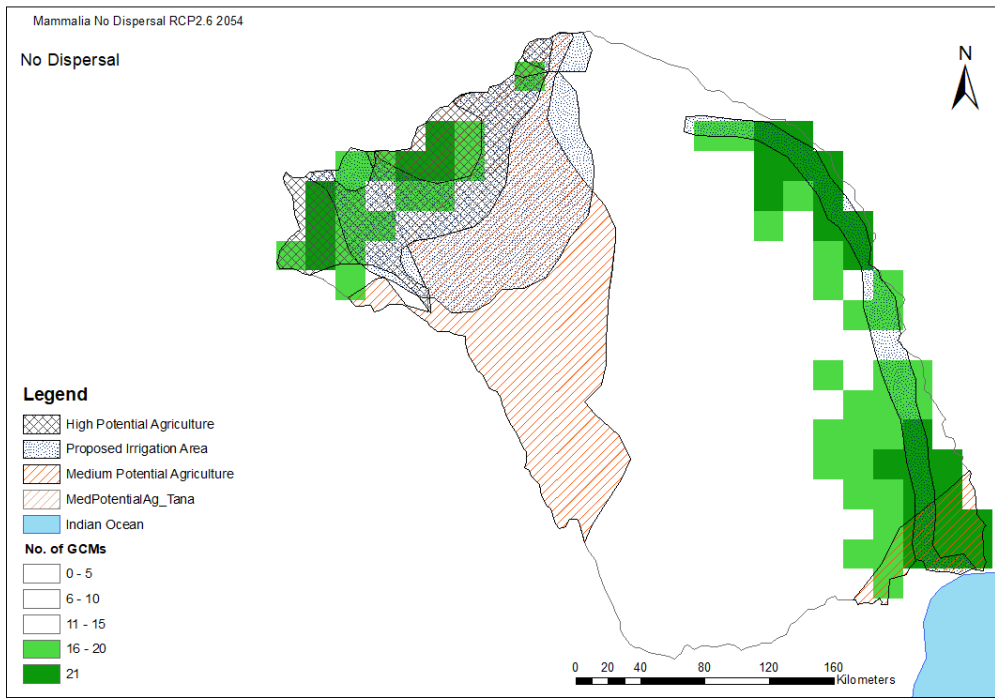 Mammalia No Dispersal RCP2.6 2054
No Dispersal
N
Legend
High Potential Agriculture
Proposed Irrigation Area
Medium Potential Agriculture
MedPotentialAg_Tana
Indian Ocean
No. of GCMs
0 - 5
6 - 10
11 - 15
16 - 20
21
0 20 40 80 120 160
Kilometers